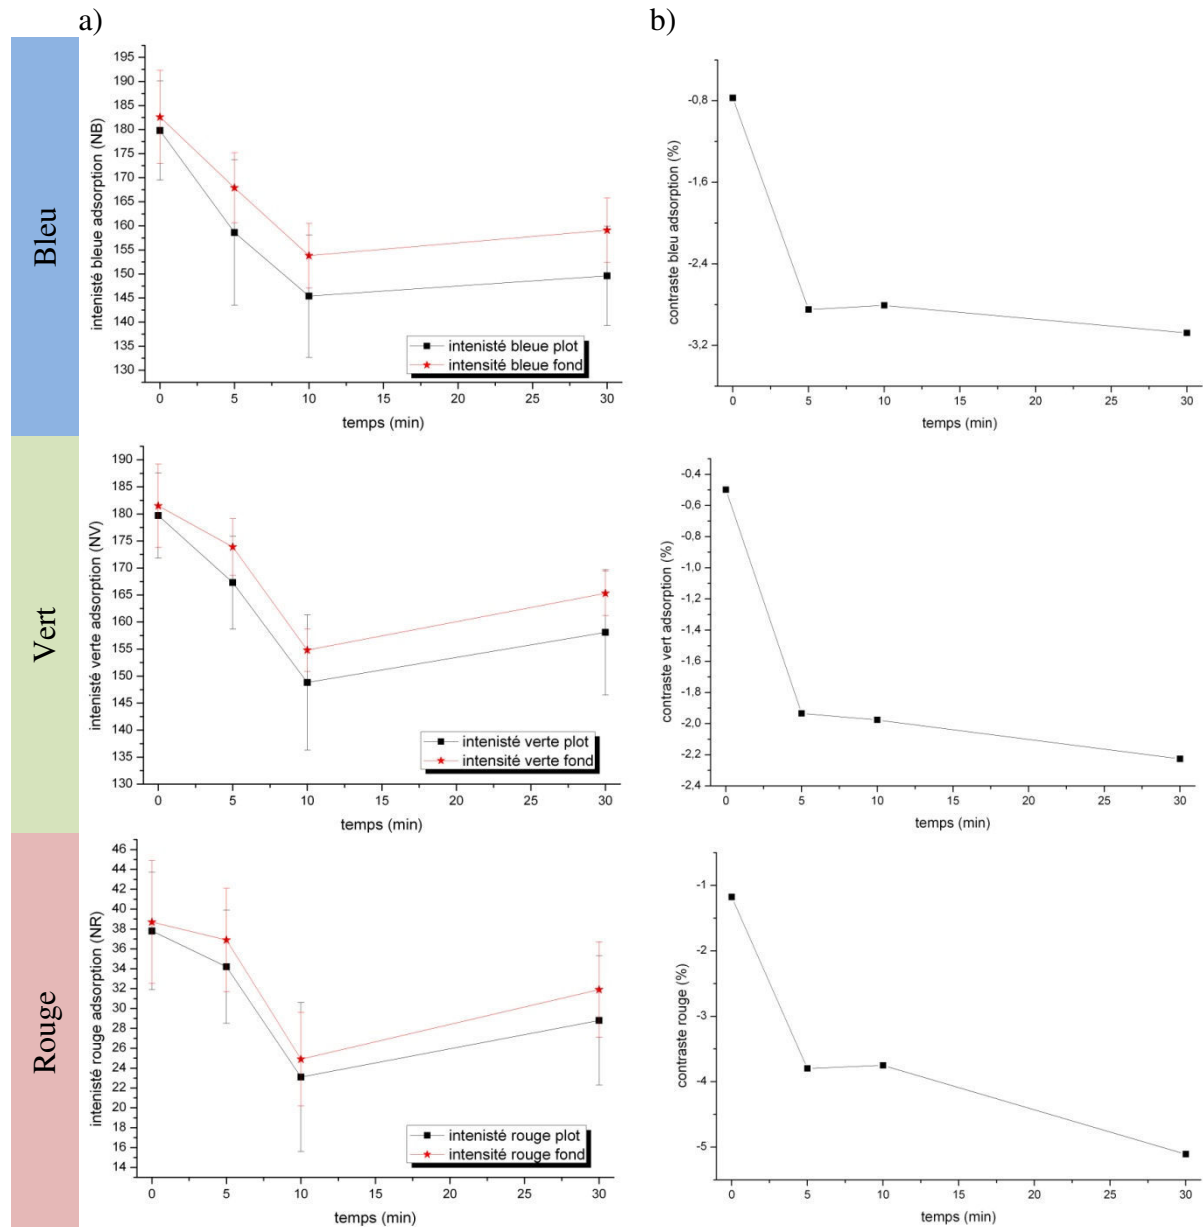 a)
b)
Bleu
intenisté bleue adsorption (NB)
195
190
185
180
175
170
165
160
155
150
145
140
135
130
0 5 10 15 20 25 30
temps (min)
intenisté bleue plot
intensité bleue fond
contraste bleu adsorption (%)
-0,8
-1,6
-2,4
-3,2
0 5 10 15 20 25 30
temps (min)
Vert
intenisté verte adsorption (NV)
190
185
180
175
170
165
160
155
150
145
140
135
130
0 5 10 15 20 25 30
temps (min)
intenisté verte plot
intensité verte fond
contraste vert adsorption (%)
-0,4
-0,6
-0,8
-1,0
-1,2
-1,4
-1,6
-1,8
-2,0
-2,2
-2,4
0 5 10 15 20 25 30
temps (min)
Rouge
intenisté rouge adsorption (NR)
46
44
42
40
38
36
34
32
30
28
26
24
22
20
18
16
14
0 5 10 15 20 25 30
temps (min)
intenisté rouge plot
intensité rouge fond
contraste rouge (%)
-1
-2
-3
-4
-5
0 5 10 15 20 25 30
temps (min)